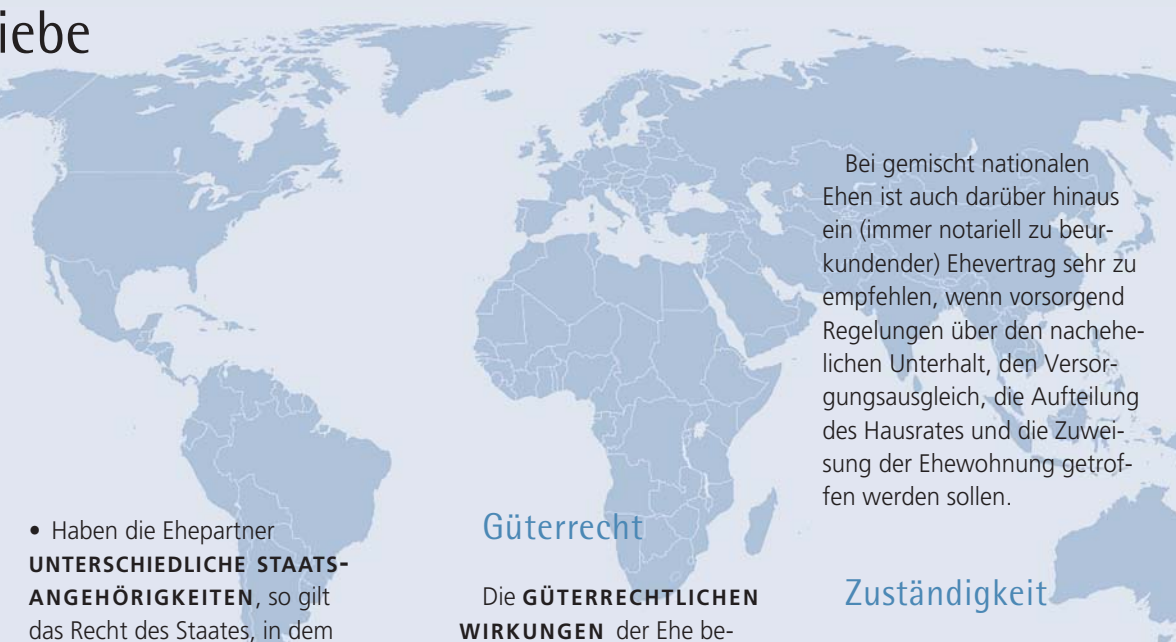 iebe
• Haben die Ehepartner
UNTERSCHIEDLICHE STAATS-
ANGEHÖRIGKEITEN, so gilt
das Recht des Staates, in dem
Güterrecht
Die GÜTERRECHTLICHEN
WIRKUNGEN der Ehe be-
Bei gemischt nationalen
Ehen ist auch darüber hinaus
ein (immer notariell zu beur-
kundender) Ehevertrag sehr zu
empfehlen, wenn vorsorgend
Regelungen über den nachehe-
lichen Unterhalt, den Versor-
gungsausgleich, die Aufteilung
des Hausrates und die Zuwei-
sung der Ehewohnung getrof-
fen werden sollen.
Zuständigkeit